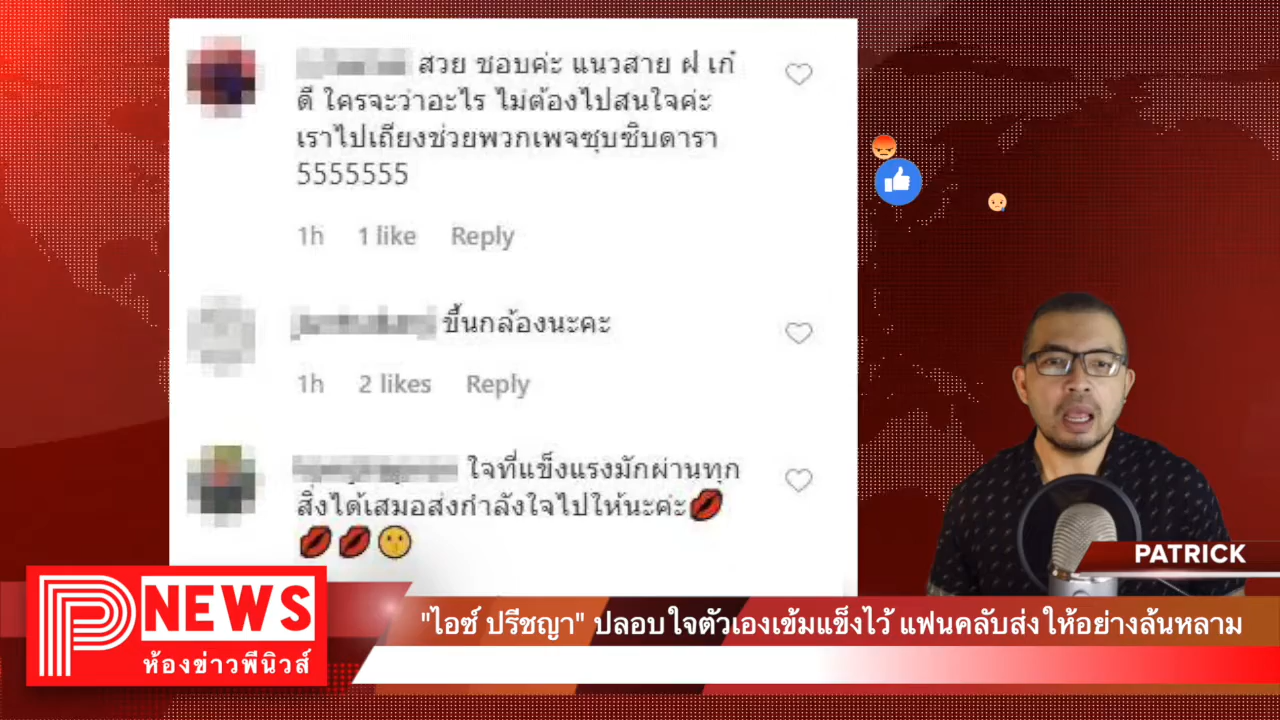 สวย ชอบค่ะ แนวสาย ฝ เก๋
ดี ใครจะว่าอะไร ไม่ต้องไปสนใจค่ะ
เราไปเถียงช่วยพวกเพจซุบซิบดารา
5555555
1h 1 like Reply
ขึ้นกล้องนะคะ
1h 2 likes Reply
ใจที่แข็งแรงมักผ่านทุก
สิ่งได้เสมอส่งกำลังใจไปให้นะค่ะ
PATRICK
P NEWS
ห้องข่าวพีนิวส์
"ไอซ์ ปรีชญา" ปลอบใจตัวเองเข้มแข็งไว้ แฟนคลับส่งให้อย่างล้นหลาม